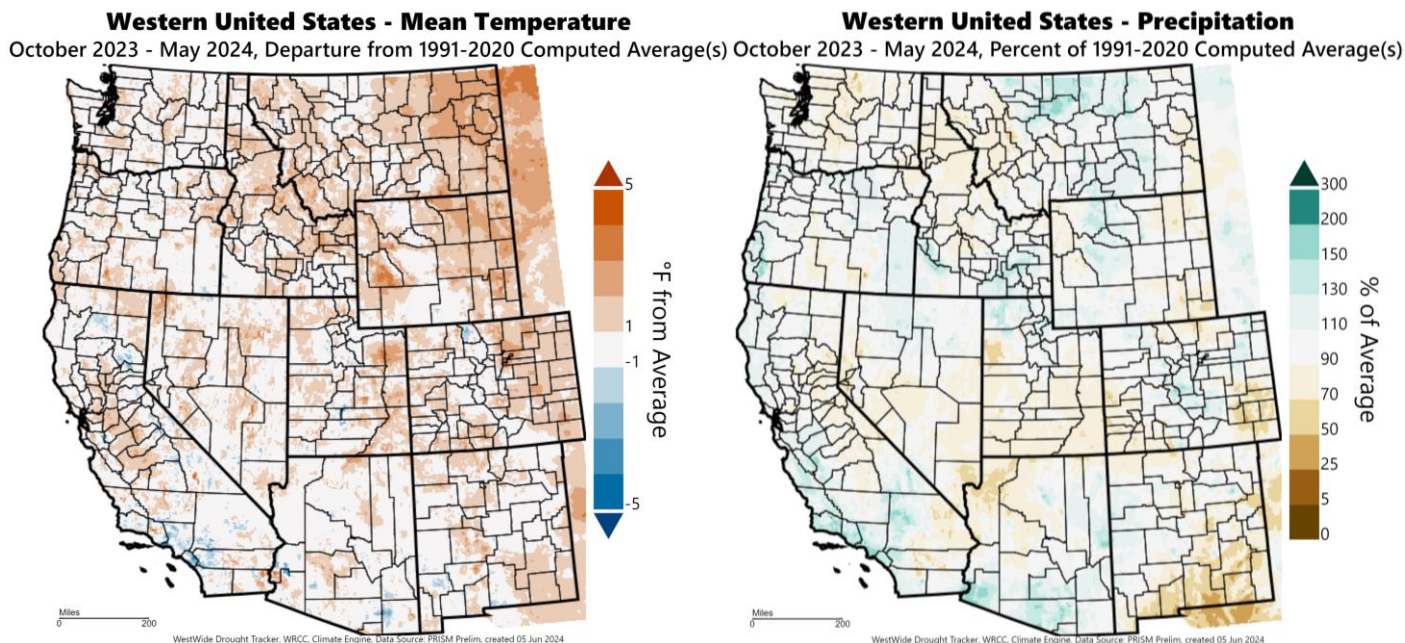 Western United States - Mean Temperature
October 2023 - May 2024, Departure from 1991-2020 Computed Average(s)
5
1
-1
-5
°F from Average
Miles
0 200
WestWide Drought Tracker, WRCC, Climate Engine, Data Source: PRISM Prelim, created 05 Jun 2024
Western United States - Precipitation
October 2023 - May 2024, Percent of 1991-2020 Computed Average(s)
300
200
150
130
110
90
70
50
25
5
0
% of Average
Miles
0 200
WestWide Drought Tracker, WRCC, Climate Engine, Data Source: PRISM Prelim, created 05 Jun 2024